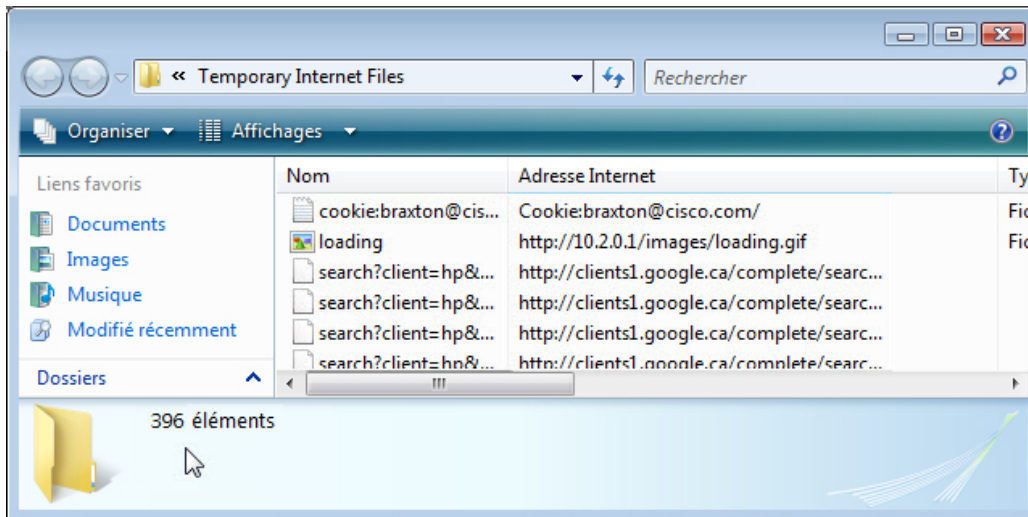 « Temporary Internet Files
Rechercher
Organiser Affichages
Liens favoris
Documents
Images
Musique
Modifié récemment
Dossiers
Nom Adresse Internet Ty
cookie:braxton@cis... Cookie:braxton@cisco.com/ Fic
loading http://10.2.0.1/images/loading.gif Fic
search?client=hp&... http://clients1.google.ca/complete/searc...
search?client=hp&... http://clients1.google.ca/complete/searc...
search?client=hp&... http://clients1.google.ca/complete/searc...
search?client=hp&... http://clients1.google.ca/complete/searc...
396 éléments